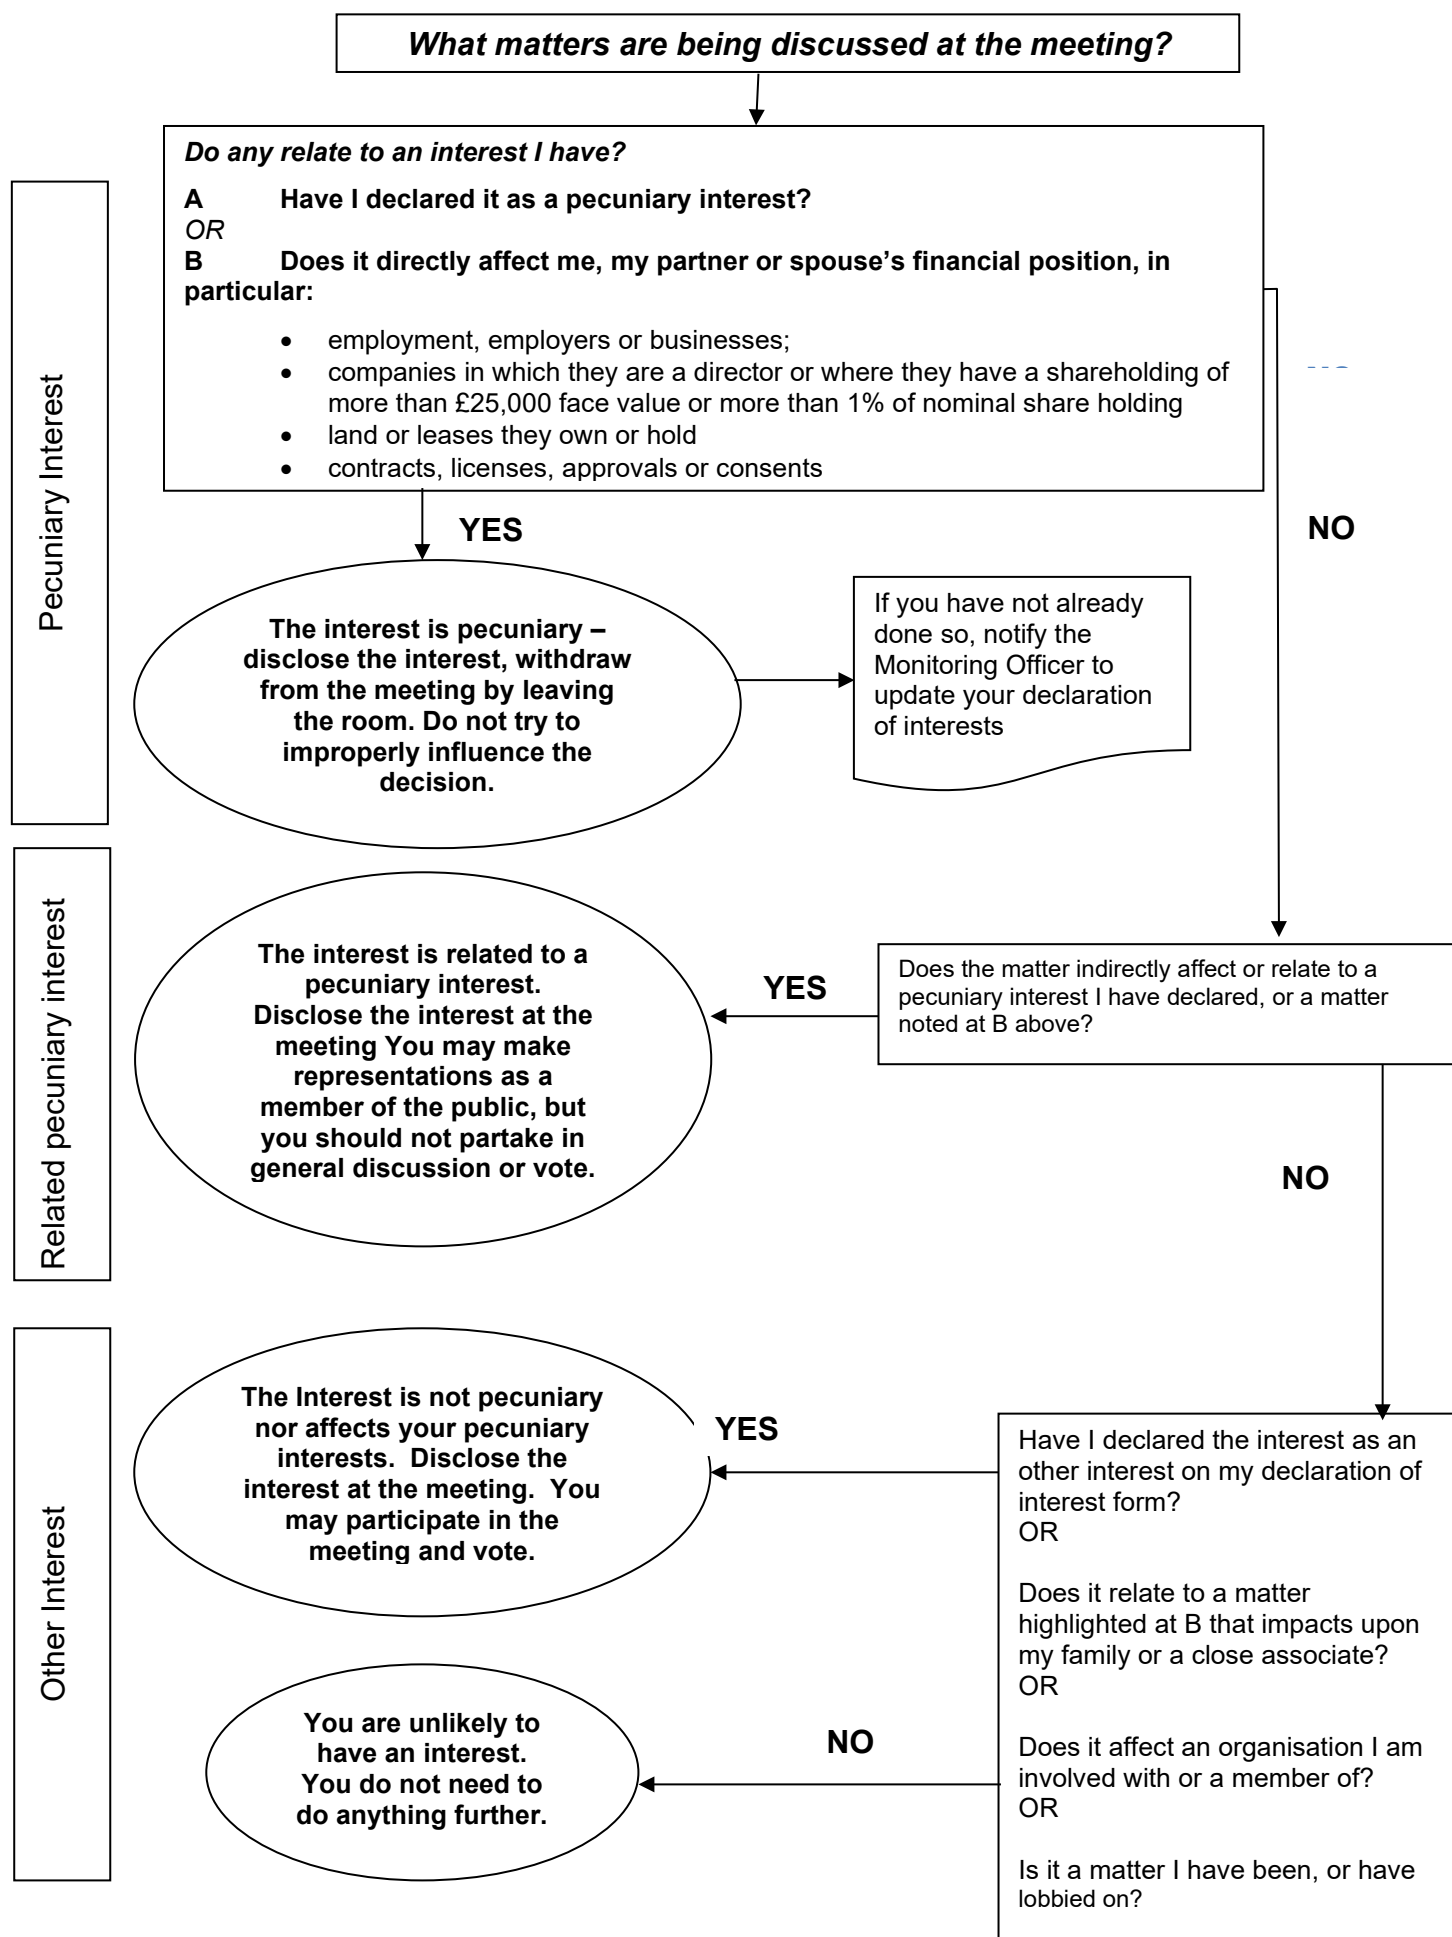 What matters are being discussed at the meeting?
Do any relate to an interest I have?
A Have I declared it as a pecuniary interest?
OR
B Does it directly affect me, my partner or spouse’s financial position, in
particular:
• employment, employers or businesses;
• companies in which they are a director or where they have a shareholding of
more than £25,000 face value or more than 1% of nominal share holding
• land or leases they own or hold
• contracts, licenses, approvals or consents
Pecuniary Interest
YES
NO
The interest is pecuniary –
disclose the interest, withdraw
from the meeting by leaving
the room. Do not try to
improperly influence the
decision.
If you have not already
done so, notify the
Monitoring Officer to
update your declaration
of interests
Related pecuniary interest
The interest is related to a
pecuniary interest.
Disclose the interest at the
meeting You may make
representations as a
member of the public, but
you should not partake in
general discussion or vote.
YES
Does the matter indirectly affect or relate to a
pecuniary interest I have declared, or a matter
noted at B above?
NO
Other Interest
The Interest is not pecuniary
nor affects your pecuniary
interests. Disclose the
interest at the meeting. You
may participate in the
meeting and vote.
YES
Have I declared the interest as an
other interest on my declaration of
interest form?
OR
Does it relate to a matter
highlighted at B that impacts upon
my family or a close associate?
OR
Does it affect an organisation I am
involved with or a member of?
OR
Is it a matter I have been, or have
lobbied on?
NO
You are unlikely to
have an interest.
You do not need to
do anything further.